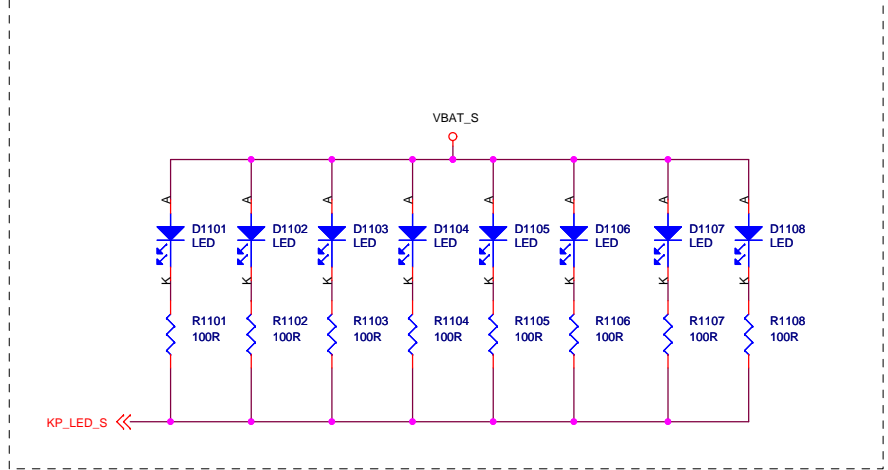 VBAT_S
A A A A A A A A
D1101 D1102 D1103 D1104 D1105 D1106 D1107 D1108
LED LED LED LED LED LED LED LED
K K K K K K K K
R1101 R1102 R1103 R1104 R1105 R1106 R1107 R1108
100R 100R 100R 100R 100R 100R 100R 100R
KP_LED_S